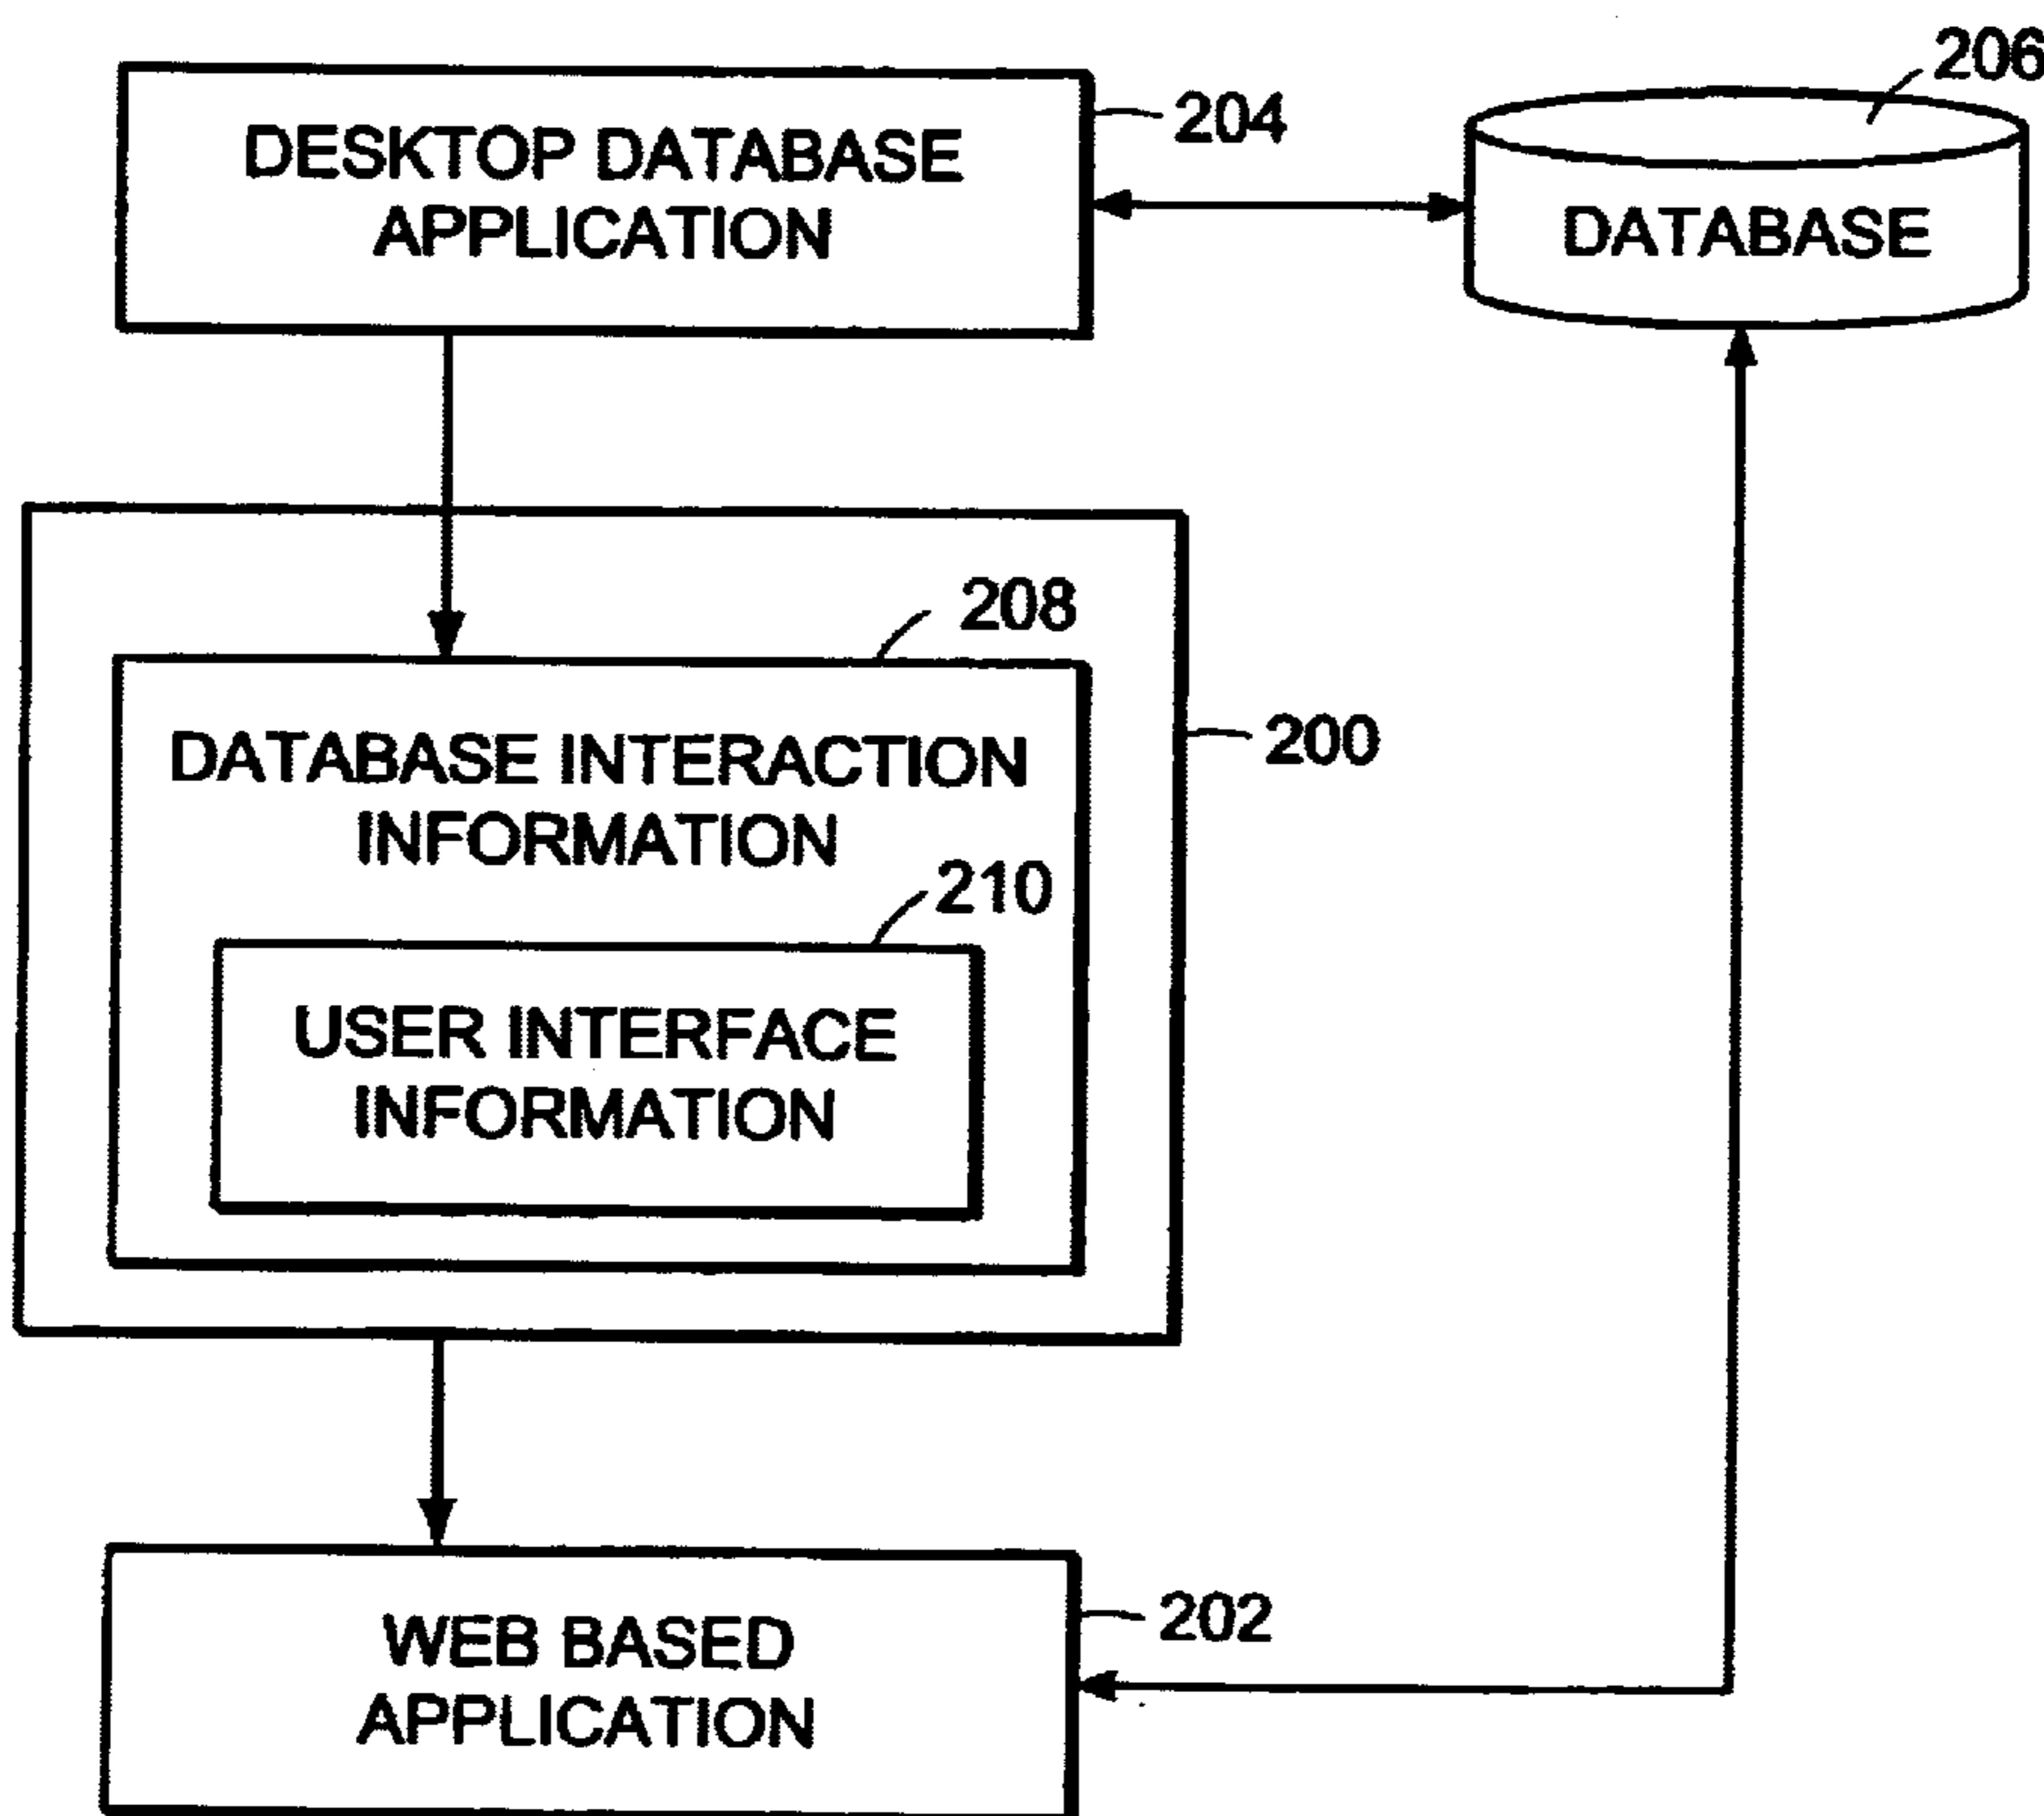 206
204
DESKTOP DATABASE
APPLICATION
DATABASE
208
200
DATABASE INTERACTION
INFORMATION
210
USER INTERFACE
INFORMATION
202
WEB BASED
APPLICATION